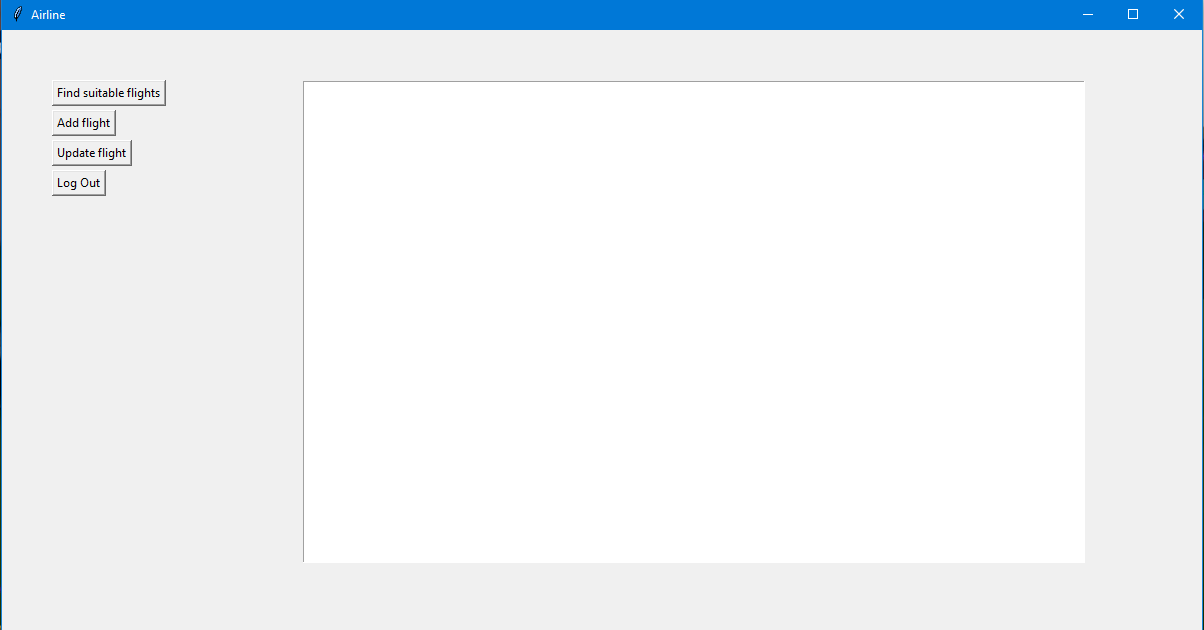 Airline
Find suitable flights
Add flight
Update flight
Log Out